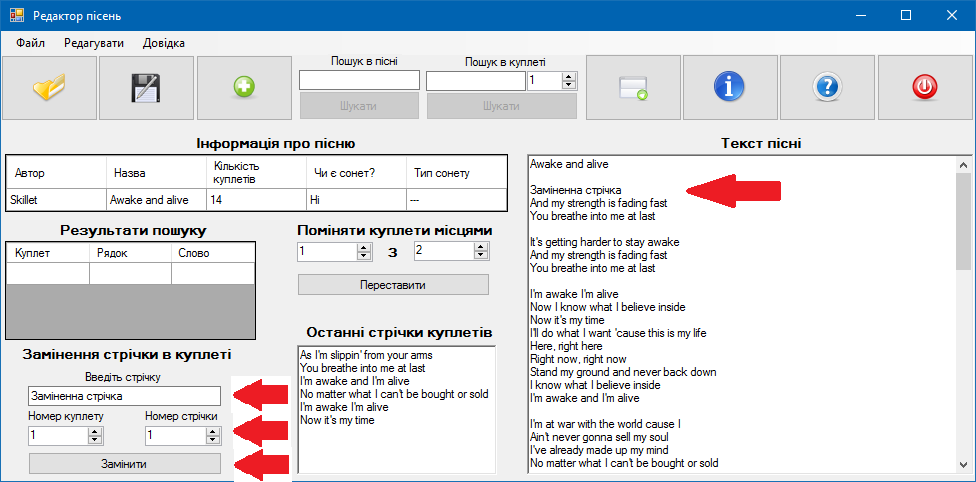 Редактор пісень
Файл Редагувати Довідка
Пошук в пісні
Шукати
Пошук в куплеті
1
Шукати
Інформація про пісню
Автор Назва Кількість куплетів Чи є сонет? Тип сонету
Skillet Awake and alive 14 Ні ---
Результати пошуку
Куплет Рядок Слово
Поміняти куплети місцями
1 З 2
Переставити
Замінення стрічки в куплеті
Введіть стрічку
Заміненна стрічка
Номер куплету Номер стрічки
1 1
Замінити
Останні стрічки куплетів
As I'm slippin' from your arms
You breathe into me at last
I'm awake and I'm alive
No matter what I can't be bought or sold
I'm awake I'm alive
Now it's my time
Текст пісні
Awake and alive
Заміненна стрічка
And my strength is fading fast
You breathe into me at last
It's getting harder to stay awake
And my strength is fading fast
You breathe into me at last
I'm awake I'm alive
Now I know what I believe inside
Now it's my time
I'll do what I want 'cause this is my life
Here, right here
Right now, right now
Stand my ground and never back down
I know what I believe inside
I'm awake and I'm alive
I'm at war with the world cause I
Ain't never gonna sell my soul
I've already made up my mind
No matter what I can't be bought or sold